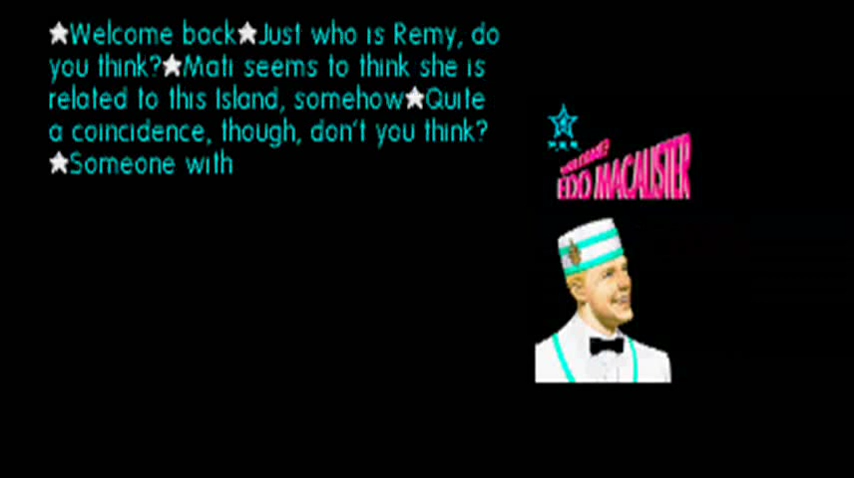 ★Welcome back★Just who is Remy, do
you think?★Mati seems to think she is
related to this Island, somehow★Quite
a coincidence, though, don't you think?
★Someone with
EDO MACALISTER